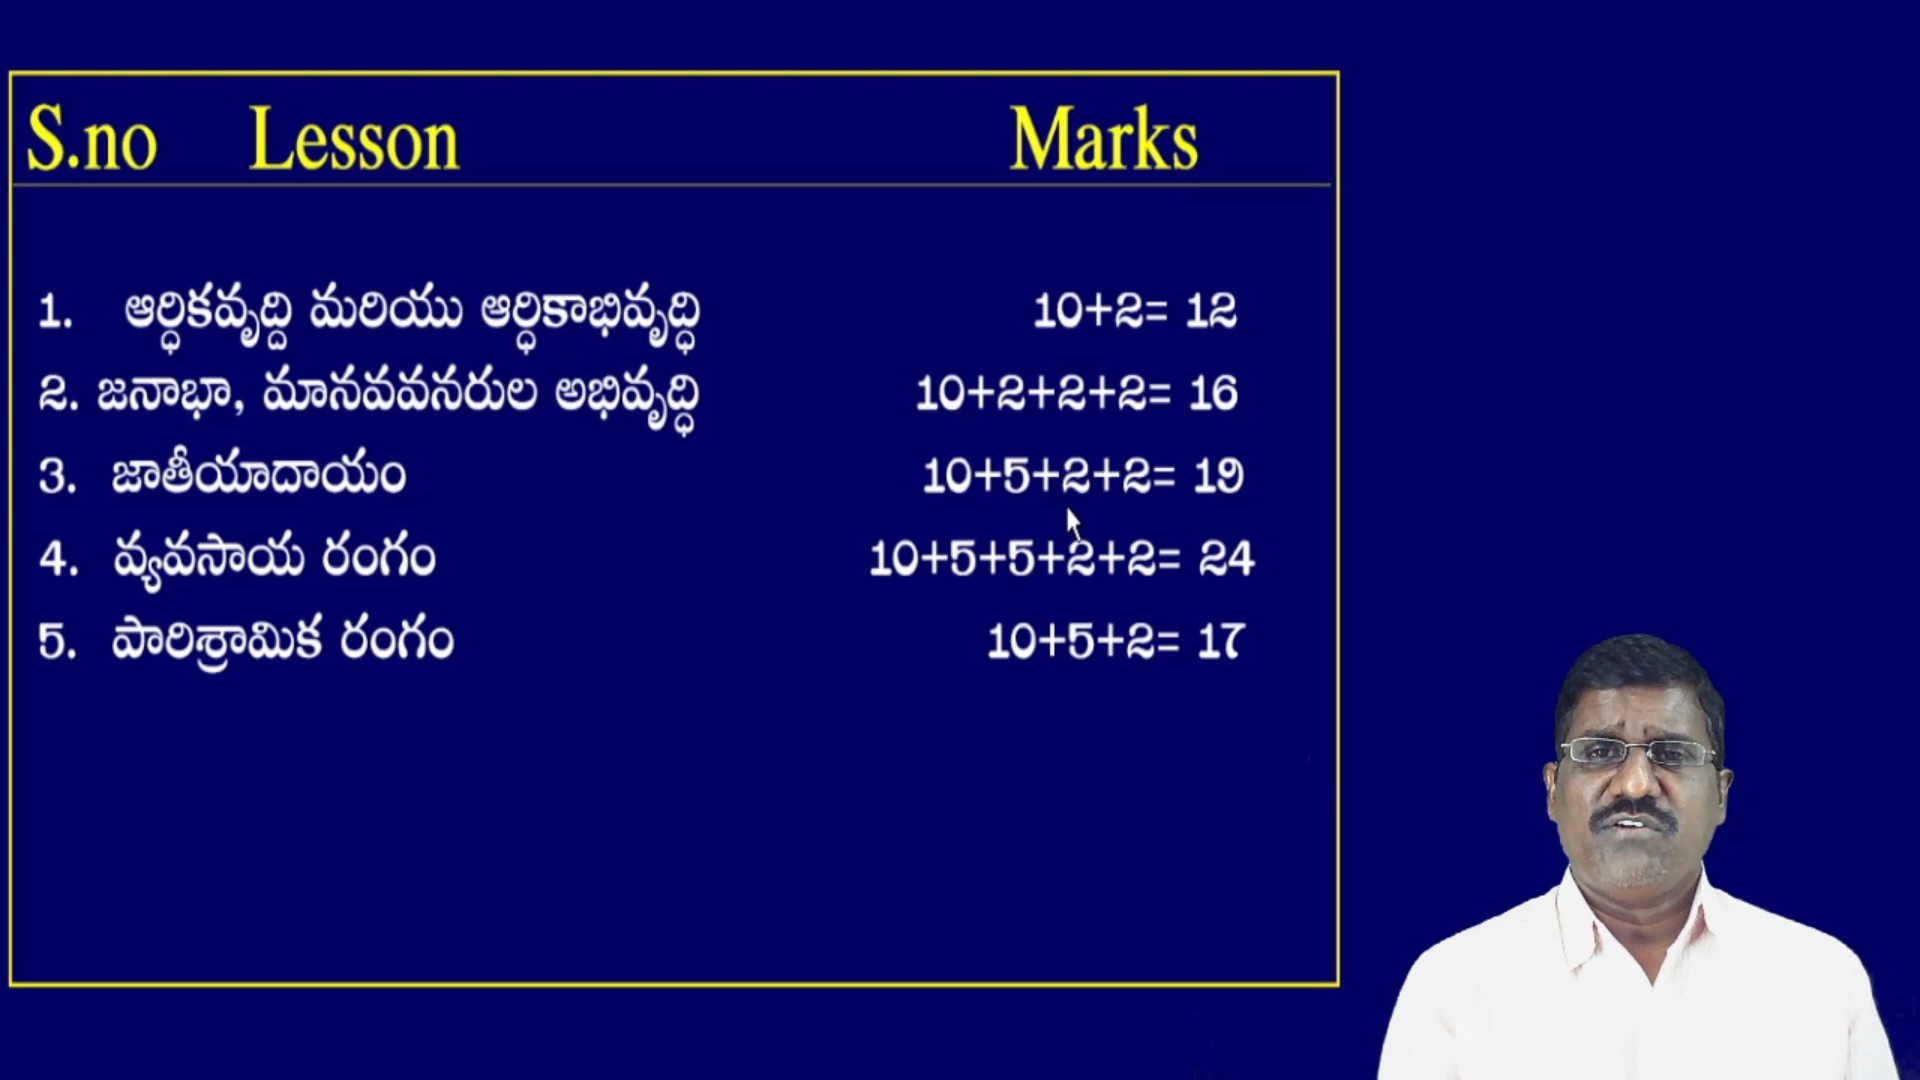 S.no Lesson Marks
1. ఆర్ధికవృద్ది మరియు ఆర్ధికాభివృద్ధి 10+2= 12
2. జనాభా, మానవవనరుల అభివృద్ధి 10+2+2+2= 16
3. జాతీయాదాయం 10+5+2+2= 19
4. వ్యవసాయ రంగం 10+5+5+2+2= 24
5. పారిశ్రామిక రంగం 10+5+2= 17